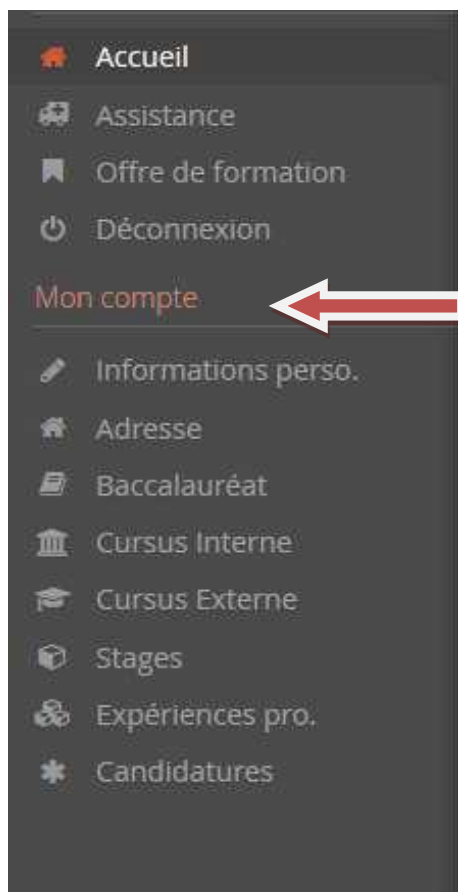 Accueil
Assistance
Offre de formation
Déconnexion
Mon compte
Informations perso.
Adresse
Baccalauréat
Cursus Interne
Cursus Externe
Stages
Expériences pro.
Candidatures